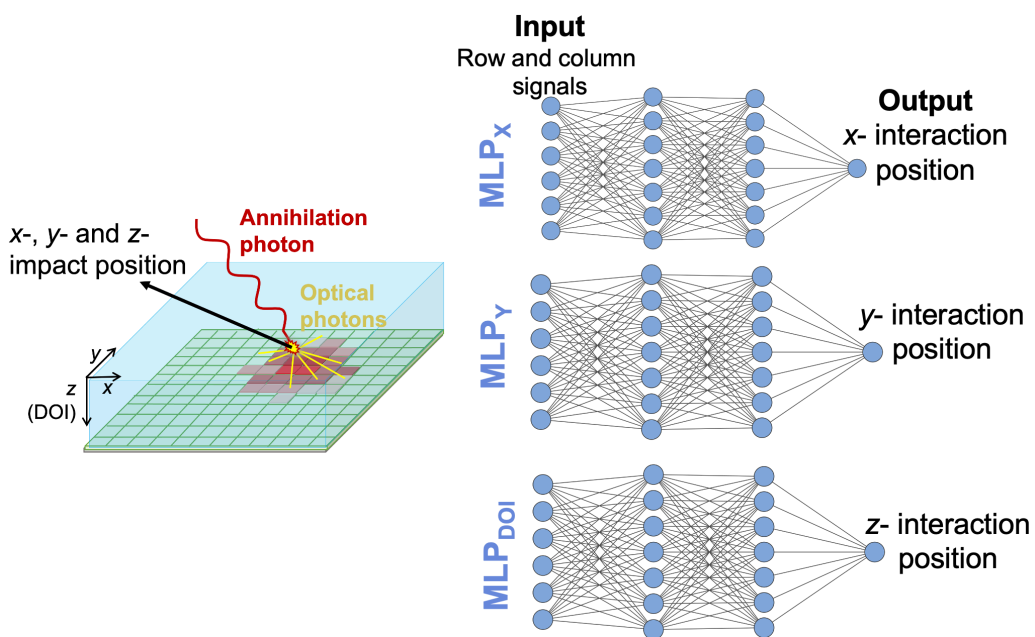 Input
Row and column
signals
MLPX
Output
x- interaction
position
Annihilation
photon
x-, y- and z-
impact position
Optical
photons
y
x
z
(DOI)
MLPY
y- interaction
position
MLPDOI
z- interaction
position